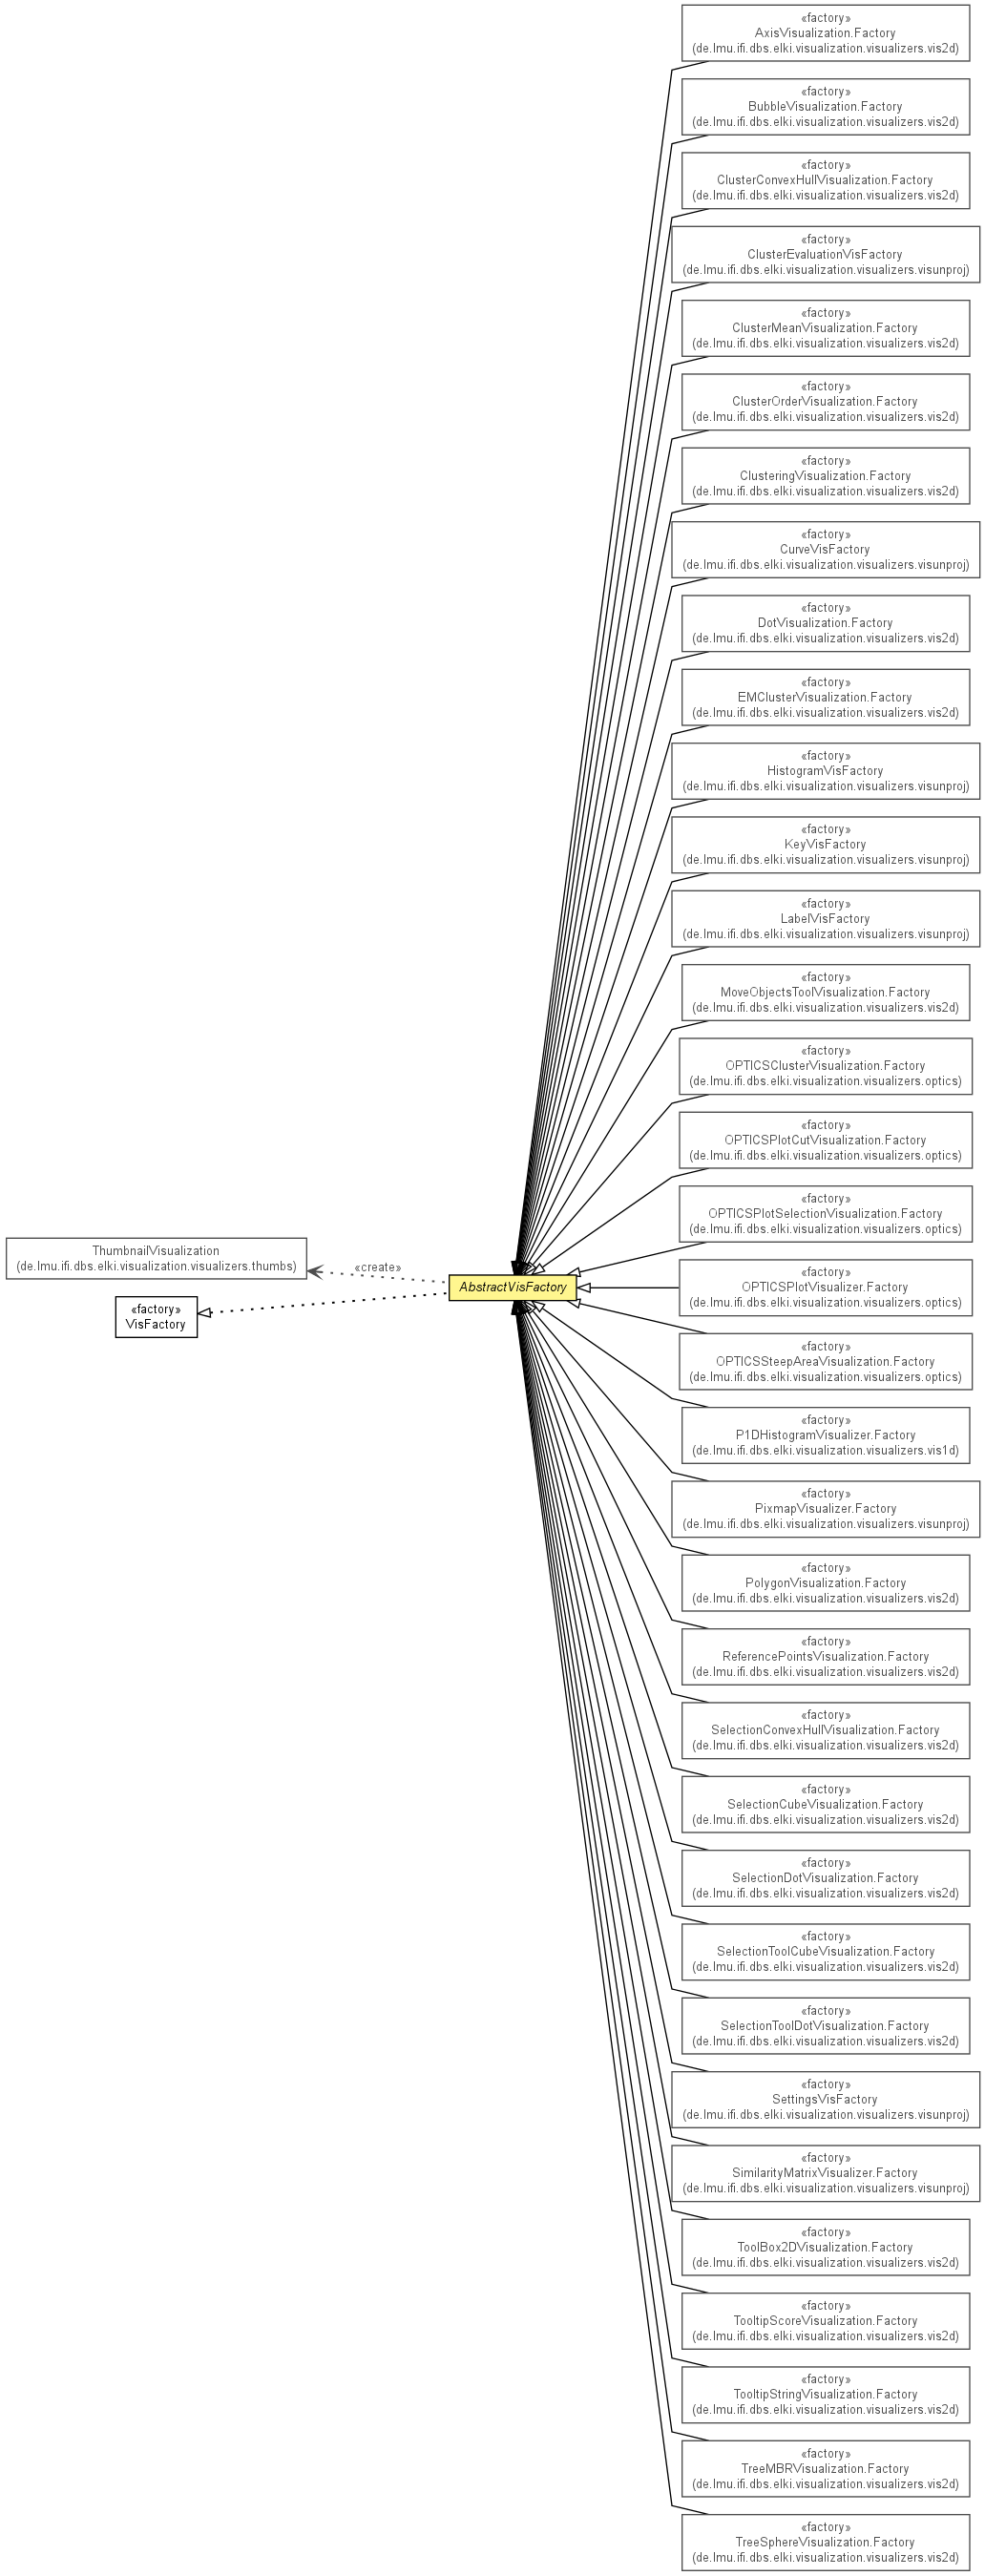 «factory»
AxisVisualization.Factory
(de.lmu.ifi.dbs.elki.visualization.visualizers.vis2d)
«factory»
BubbleVisualization.Factory
(de.lmu.ifi.dbs.elki.visualization.visualizers.vis2d)
«factory»
ClusterConvexHullVisualization.Factory
(de.lmu.ifi.dbs.elki.visualization.visualizers.vis2d)
«factory»
ClusterEvaluationVisFactory
(de.lmu.ifi.dbs.elki.visualization.visualizers.visunproj)
«factory»
ClusterMeanVisualization.Factory
(de.lmu.ifi.dbs.elki.visualization.visualizers.vis2d)
«factory»
ClusterOrderVisualization.Factory
(de.lmu.ifi.dbs.elki.visualization.visualizers.vis2d)
«factory»
ClusteringVisualization.Factory
(de.lmu.ifi.dbs.elki.visualization.visualizers.vis2d)
«factory»
CurveVisFactory
(de.lmu.ifi.dbs.elki.visualization.visualizers.visunproj)
«factory»
DotVisualization.Factory
(de.lmu.ifi.dbs.elki.visualization.visualizers.vis2d)
«factory»
EMClusterVisualization.Factory
(de.lmu.ifi.dbs.elki.visualization.visualizers.vis2d)
«factory»
HistogramVisFactory
(de.lmu.ifi.dbs.elki.visualization.visualizers.visunproj)
«factory»
KeyVisFactory
(de.lmu.ifi.dbs.elki.visualization.visualizers.visunproj)
«factory»
LabelVisFactory
(de.lmu.ifi.dbs.elki.visualization.visualizers.visunproj)
«factory»
MoveObjectsToolVisualization.Factory
(de.lmu.ifi.dbs.elki.visualization.visualizers.vis2d)
«factory»
OPTICSClusterVisualization.Factory
(de.lmu.ifi.dbs.elki.visualization.visualizers.optics)
«factory»
OPTICSPlotCutVisualization.Factory
(de.lmu.ifi.dbs.elki.visualization.visualizers.optics)
«factory»
OPTICSPlotSelectionVisualization.Factory
(de.lmu.ifi.dbs.elki.visualization.visualizers.optics)
ThumbnailVisualization
(de.lmu.ifi.dbs.elki.visualization.visualizers.thumbs)
«create»
«factory»
VisFactory
AbstractVisFactory
«factory»
OPTICSPlotVisualizer.Factory
(de.lmu.ifi.dbs.elki.visualization.visualizers.optics)
«factory»
OPTICSSteepAreaVisualization.Factory
(de.lmu.ifi.dbs.elki.visualization.visualizers.optics)
«factory»
P1DHistogramVisualizer.Factory
(de.lmu.ifi.dbs.elki.visualization.visualizers.vis1d)
«factory»
PixmapVisualizer.Factory
(de.lmu.ifi.dbs.elki.visualization.visualizers.visunproj)
«factory»
PolygonVisualization.Factory
(de.lmu.ifi.dbs.elki.visualization.visualizers.vis2d)
«factory»
ReferencePointsVisualization.Factory
(de.lmu.ifi.dbs.elki.visualization.visualizers.vis2d)
«factory»
SelectionConvexHullVisualization.Factory
(de.lmu.ifi.dbs.elki.visualization.visualizers.vis2d)
«factory»
SelectionCubeVisualization.Factory
(de.lmu.ifi.dbs.elki.visualization.visualizers.vis2d)
«factory»
SelectionDotVisualization.Factory
(de.lmu.ifi.dbs.elki.visualization.visualizers.vis2d)
«factory»
SelectionToolCubeVisualization.Factory
(de.lmu.ifi.dbs.elki.visualization.visualizers.vis2d)
«factory»
SelectionToolDotVisualization.Factory
(de.lmu.ifi.dbs.elki.visualization.visualizers.vis2d)
«factory»
SettingsVisFactory
(de.lmu.ifi.dbs.elki.visualization.visualizers.visunproj)
«factory»
SimilarityMatrixVisualizer.Factory
(de.lmu.ifi.dbs.elki.visualization.visualizers.visunproj)
«factory»
ToolBox2DVisualization.Factory
(de.lmu.ifi.dbs.elki.visualization.visualizers.vis2d)
«factory»
TooltipScoreVisualization.Factory
(de.lmu.ifi.dbs.elki.visualization.visualizers.vis2d)
«factory»
TooltipStringVisualization.Factory
(de.lmu.ifi.dbs.elki.visualization.visualizers.vis2d)
«factory»
TreeMBRVisualization.Factory
(de.lmu.ifi.dbs.elki.visualization.visualizers.vis2d)
«factory»
TreeSphereVisualization.Factory
(de.lmu.ifi.dbs.elki.visualization.visualizers.vis2d)